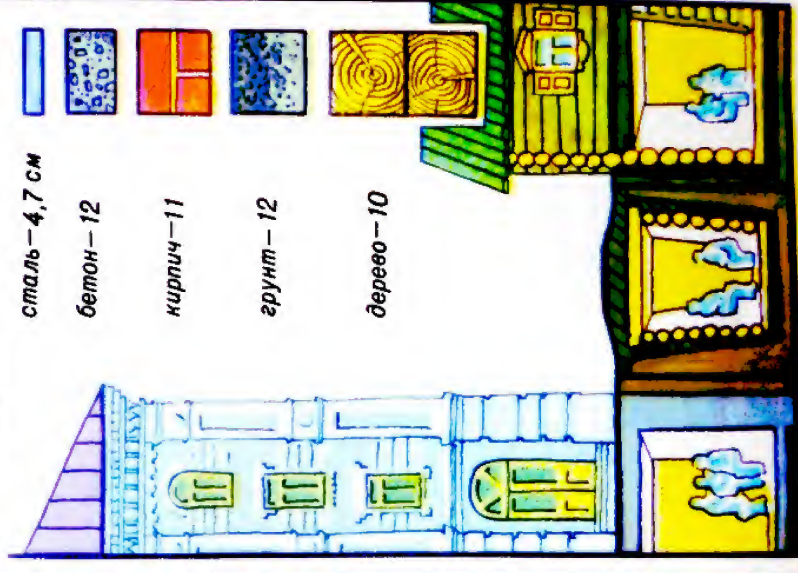 сталь–4,7 см
бетон–12
кирпич–11
грунт–12
дерево–10